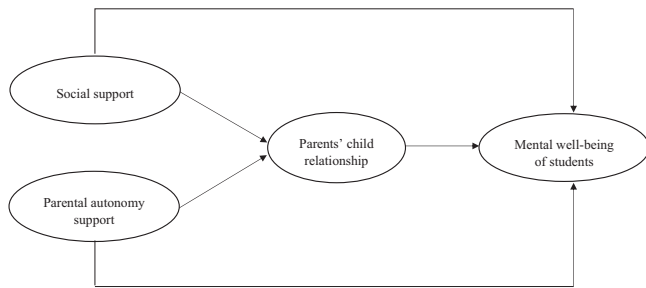 Social support
Parental autonomy
support
Parents' child
relationship
Mental well-being
of students